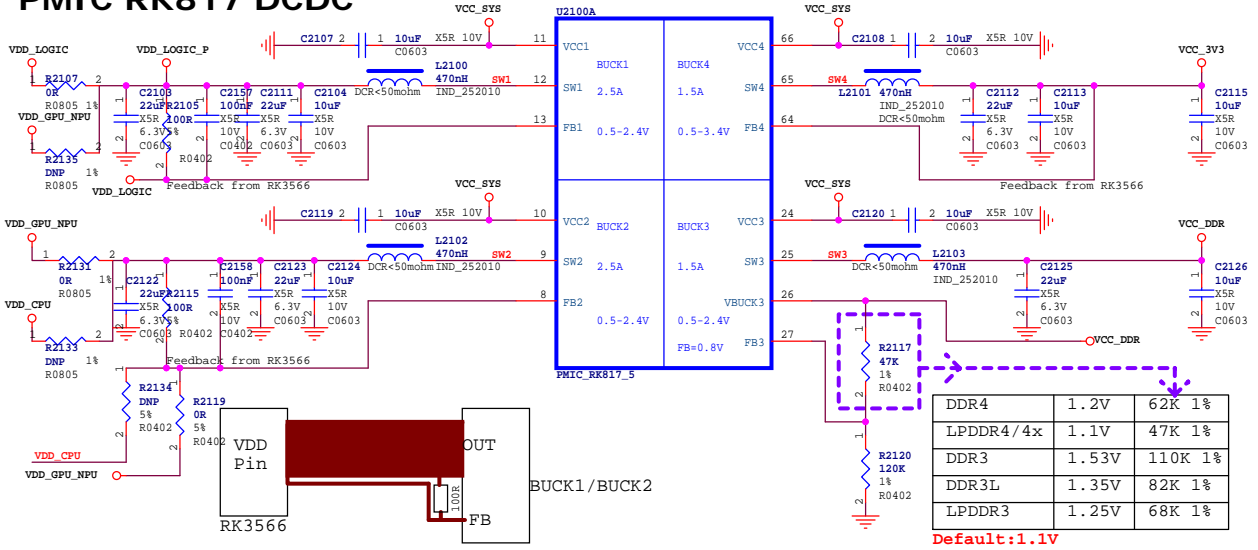 PMIC RK817 DCDC
U2100A
VCC_SYS
VCC_SYS
C2107 2 1 10uF X5R 10V
C0603
11 VCC1
VCC4 66
C2108 1 2 10uF X5R 10V
C0603
VDD_LOGIC
VDD_LOGIC_P
VCC_3V3
BUCK1
BUCK4
L2100
470nH
SW1
12 SW1
SW4 65
SW4
L2101 470nH
IND_252010
DCR<50mohm
2.5A
1.5A
DCR<50mohm IND_252010
1 R2107 2
0R
R0805 1%
VDD_GPU_NPU
C2103
22uF
X5R
6.3V
C0603
R2105
100R
5%
R0402
C2157
100nF
X5R
10V
C0402
C2111
22uF
X5R
6.3V
C0603
C2104
10uF
X5R
10V
C0603
C2112
22uF
X5R
6.3V
C0603
C2113
10uF
X5R
10V
C0603
C2115
10uF
X5R
10V
C0603
13 FB1
FB4 64
0.5-2.4V
0.5-3.4V
1 2
R2135
DNP 1%
R0805
VDD_LOGIC
Feedback from RK3566
Feedback from RK3566
VCC_SYS
VCC_SYS
C2119 2 1 10uF X5R 10V
C0603
10 VCC2
VCC3 24
C2120 1 2 10uF X5R 10V
C0603
VDD_GPU_NPU
VCC_DDR
BUCK2
BUCK3
L2102
470nH
SW2
9 SW2
SW3 25
SW3
L2103
470nH
IND_252010
DCR<50mohm
2.5A
1.5A
DCR<50mohm IND_252010
1 2
R2131
0R 1%
R0805
VDD_CPU
C2122
22uF
X5R
6.3V
C0603
R2115
100R
5%
R0402
C2158
100nF
X5R
10V
C0402
C2123
22uF
X5R
6.3V
C0603
C2124
10uF
X5R
10V
C0603
C2125
22uF
X5R
6.3V
C0603
C2126
10uF
X5R
10V
C0603
8 FB2
VBUCK3 26
0.5-2.4V
0.5-2.4V
FB=0.8V
FB3 27
VCC_DDR
1 2
R2133
DNP 1%
R0805
Feedback from RK3566
PMIC_RK817_5
R2117
47K
1%
R0402
R2134
DNP
5%
R0402
R2119
0R
5%
R0402
VDD_CPU
VDD_GPU_NPU
VDD
Pin
OUT
100R
FB
RK3566
BUCK1/BUCK2
R2120
120K
1%
R0402
DDR4 1.2V 62K 1%
LPDDR4/4x 1.1V 47K 1%
DDR3 1.53V 110K 1%
DDR3L 1.35V 82K 1%
LPDDR3 1.25V 68K 1%
Default:1.1V